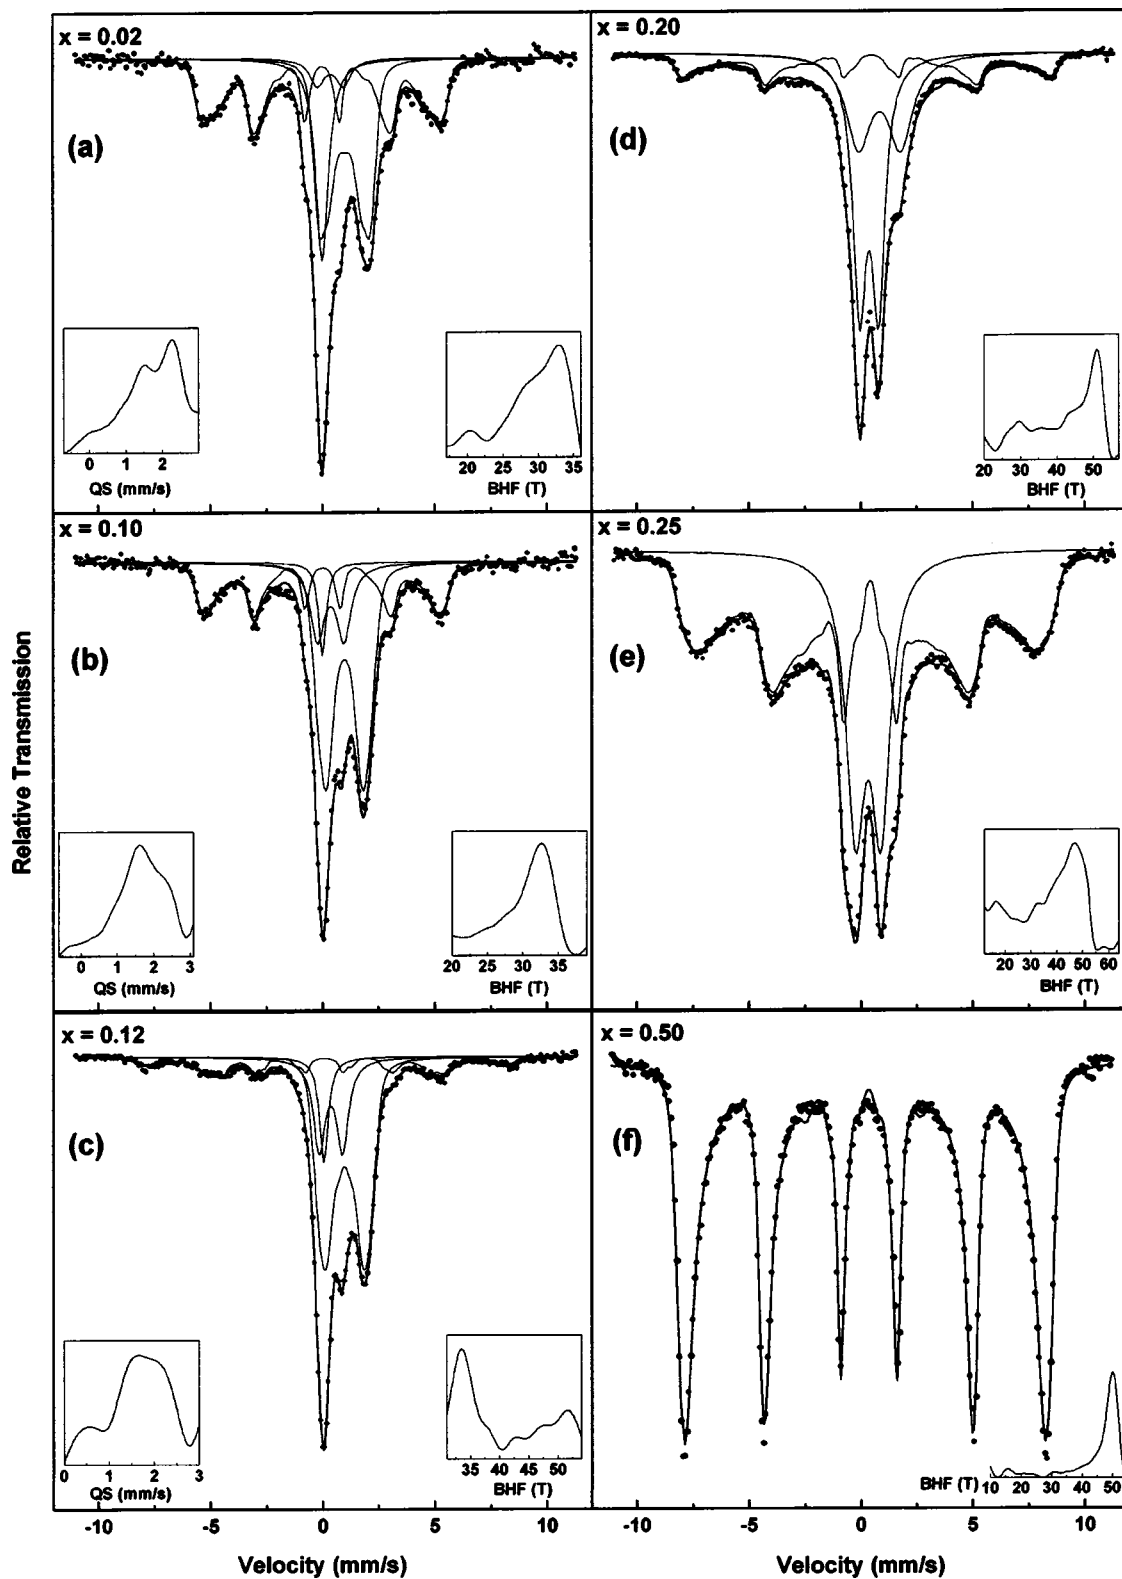 x = 0.02
(a)
0 1 2
QS (mm/s)
20 25 30 35
BHF (T)
x = 0.10
(b)
0 1 2 3
QS (mm/s)
20 25 30 35
BHF (T)
x = 0.12
(c)
0 1 2 3
QS (mm/s)
35 40 45 50
BHF (T)
-10 -5 0 5 10
Velocity (mm/s)
x = 0.20
(d)
20 30 40 50
BHF (T)
x = 0.25
(e)
20 30 40 50 60
BHF (T)
x = 0.50
(f)
BHF (T) 10 20 30 40 50
-10 -5 0 5 10
Velocity (mm/s)
Relative Transmission